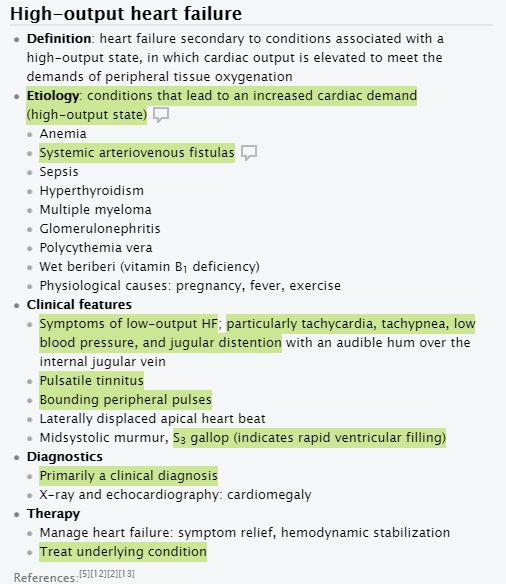 High-output heart failure
Definition: heart failure secondary to conditions associated with a
high-output state, in which cardiac output is elevated to meet the
demands of peripheral tissue oxygenation
Etiology: conditions that lead to an increased cardiac demand
(high-output state)
Anemia
Systemic arteriovenous fistulas
Sepsis
Hyperthyroidism
Multiple myeloma
Glomerulonephritis
Polycythemia vera
Wet beriberi (vitamin B₁ deficiency)
Physiological causes: pregnancy, fever, exercise
Clinical features
Symptoms of low-output HF; particularly tachycardia, tachypnea, low
blood pressure, and jugular distention with an audible hum over the
internal jugular vein
Pulsatile tinnitus
Bounding peripheral pulses
Laterally displaced apical heart beat
Midsystolic murmur, S₃ gallop (indicates rapid ventricular filling)
Diagnostics
Primarily a clinical diagnosis
X-ray and echocardiography: cardiomegaly
Therapy
Manage heart failure: symptom relief, hemodynamic stabilization
Treat underlying condition
References:[5][12][2][13]